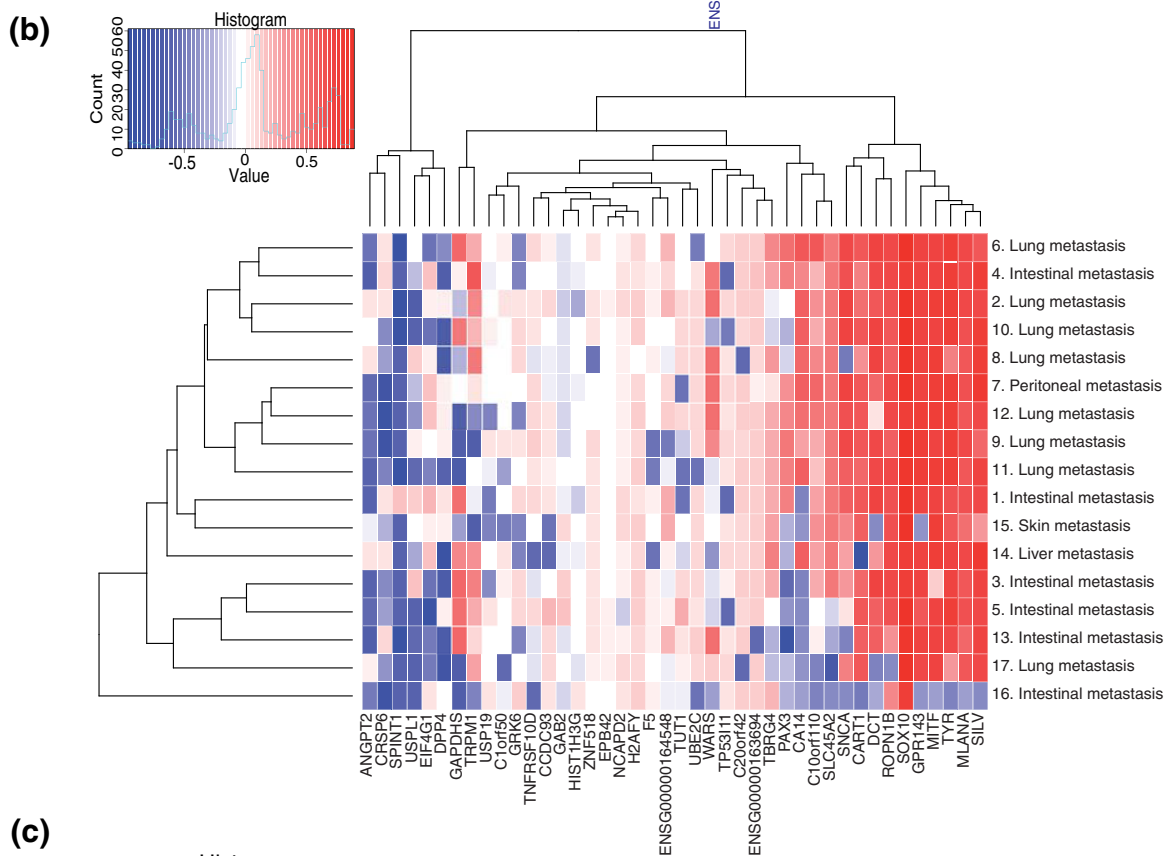 (b)
Histogram
ENS
Count
0 10 20 30 40 50 60
-0.5 0 0.5
Value
6. Lung metastasis
4. Intestinal metastasis
2. Lung metastasis
10. Lung metastasis
8. Lung metastasis
7. Peritoneal metastasis
12. Lung metastasis
9. Lung metastasis
11. Lung metastasis
1. Intestinal metastasis
15. Skin metastasis
14. Liver metastasis
3. Intestinal metastasis
5. Intestinal metastasis
13. Intestinal metastasis
17. Lung metastasis
16. Intestinal metastasis
ANGPT2
CRSP6
SPINT1
USPL1
EIF4G1
DPP4
GAPDHS
TRPM1
USP19
C1orf50
GRK6
TNFRSF10D
CCDC93
GAB2
HIST1H3G
ZNF518
EPB42
NCAPD2
H2AFY
F5
ENSG00000164548
TUT1
UBE2C
WARS
TP53I11
C20orf42
ENSG00000163694
TBRG4
PAX3
CA14
C10orf110
SLC45A2
SNCA
CART1
DCT
ROPN1B
SOX10
GPR143
MITF
TYR
MLANA
SILV
(c)